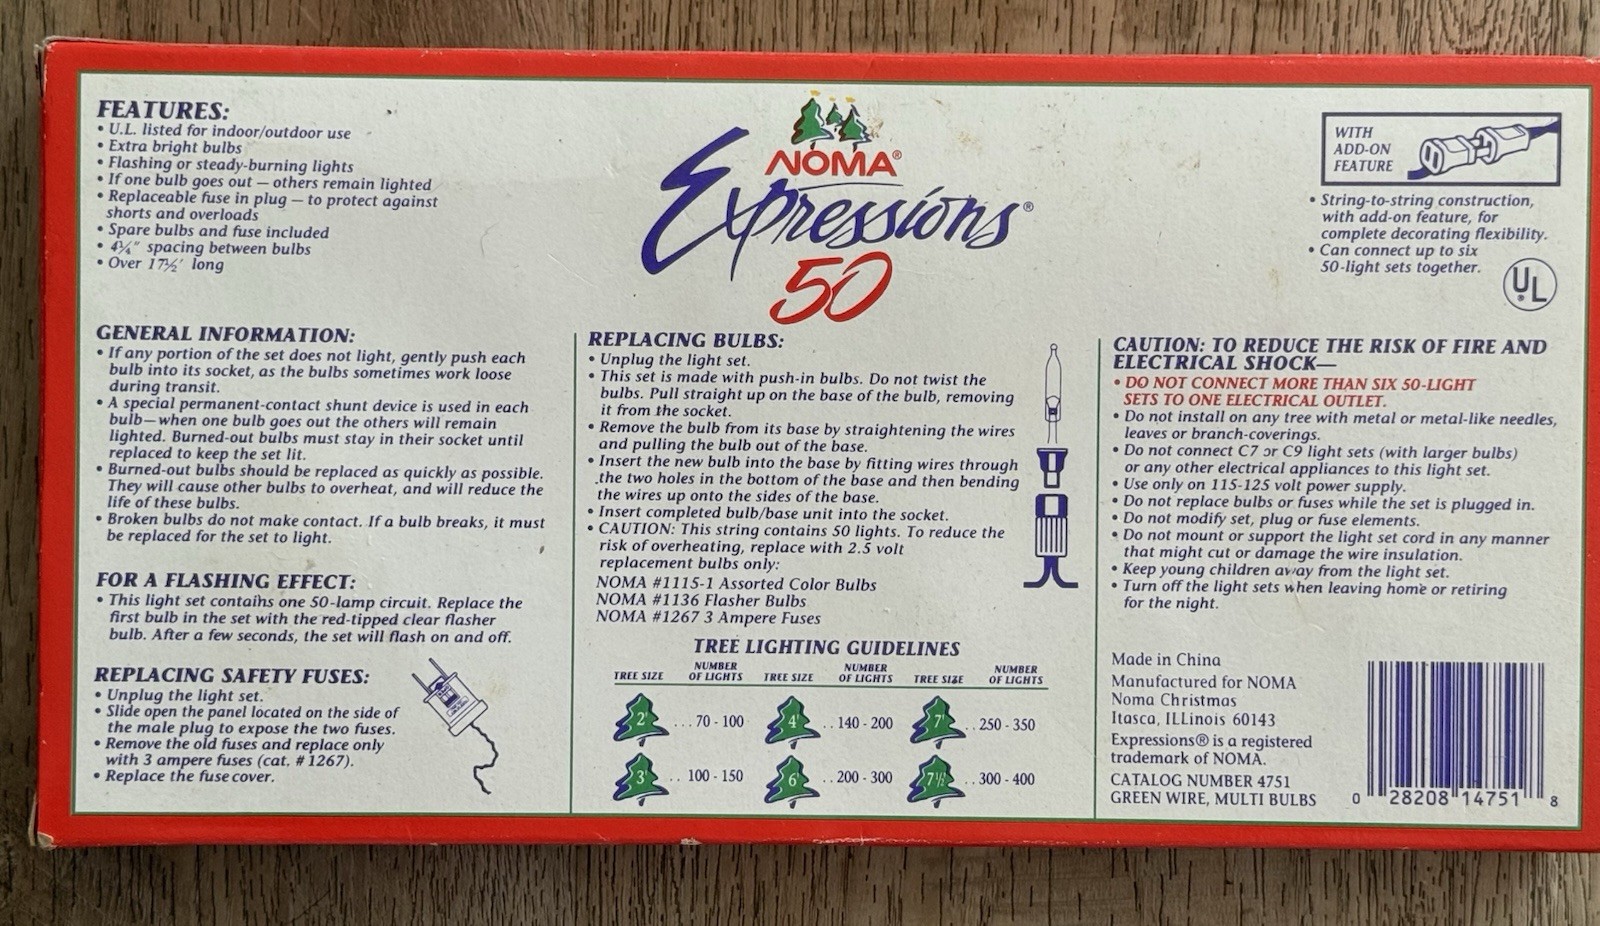 FEATURES:
• U.L. listed for indoor/outdoor use
• Extra bright bulbs
• Flashing or steady-burning lights
• If one bulb goes out — others remain lighted
• Replaceable fuse in plug — to protect against
shorts and overloads
• Spare bulbs and fuse included
• 4¼" spacing between bulbs
• Over 17½' long
NOMA®
Expressions®
50
WITH
ADD-ON
FEATURE
• String-to-string construction,
with add-on feature, for
complete decorating flexibility.
• Can connect up to six
50-light sets together.
UL
®
GENERAL INFORMATION:
• If any portion of the set does not light, gently push each
bulb into its socket, as the bulbs sometimes work loose
during transit.
• A special permanent-contact shunt device is used in each
bulb—when one bulb goes out the others will remain
lighted. Burned-out bulbs must stay in their socket until
replaced to keep the set lit.
• Burned-out bulbs should be replaced as quickly as possible.
They will cause other bulbs to overheat, and will reduce the
life of these bulbs.
• Broken bulbs do not make contact. If a bulb breaks, it must
be replaced for the set to light.
FOR A FLASHING EFFECT:
• This light set contains one 50-lamp circuit. Replace the
first bulb in the set with the red-tipped clear flasher
bulb. After a few seconds, the set will flash on and off.
REPLACING SAFETY FUSES:
• Unplug the light set.
• Slide open the panel located on the side of
the male plug to expose the two fuses.
• Remove the old fuses and replace only
with 3 ampere fuses (cat. #1267).
• Replace the fuse cover.
REPLACING BULBS:
• Unplug the light set.
• This set is made with push-in bulbs. Do not twist the
bulbs. Pull straight up on the base of the bulb, removing
it from the socket.
• Remove the bulb from its base by straightening the wires
and pulling the bulb out of the base.
• Insert the new bulb into the base by fitting wires through
the two holes in the bottom of the base and then bending
the wires up onto the sides of the base.
• Insert completed bulb/base unit into the socket.
• CAUTION: This string contains 50 lights. To reduce the
risk of overheating, replace with 2.5 volt
replacement bulbs only:
NOMA #1115-1 Assorted Color Bulbs
NOMA #1136 Flasher Bulbs
NOMA #1267 3 Ampere Fuses
TREE LIGHTING GUIDELINES
TREE SIZE NUMBER OF LIGHTS TREE SIZE NUMBER OF LIGHTS TREE SIZE NUMBER OF LIGHTS
2' ... 70 - 100 4' .. 140 - 200 7' .. 250 - 350
3' .. 100 - 150 6' .. 200 - 300 7½' .. 300 - 400
CAUTION: TO REDUCE THE RISK OF FIRE AND
ELECTRICAL SHOCK—
• DO NOT CONNECT MORE THAN SIX 50-LIGHT
SETS TO ONE ELECTRICAL OUTLET.
• Do not install on any tree with metal or metal-like needles,
leaves or branch-coverings.
• Do not connect C7 or C9 light sets (with larger bulbs)
or any other electrical appliances to this light set.
• Use only on 115-125 volt power supply.
• Do not replace bulbs or fuses while the set is plugged in.
• Do not modify set, plug or fuse elements.
• Do not mount or support the light set cord in any manner
that might cut or damage the wire insulation.
• Keep young children away from the light set.
• Turn off the light sets when leaving home or retiring
for the night.
Made in China
Manufactured for NOMA
Noma Christmas
Itasca, ILLinois 60143
Expressions® is a registered
trademark of NOMA.
CATALOG NUMBER 4751
GREEN WIRE, MULTI BULBS
0 28208 14751 8